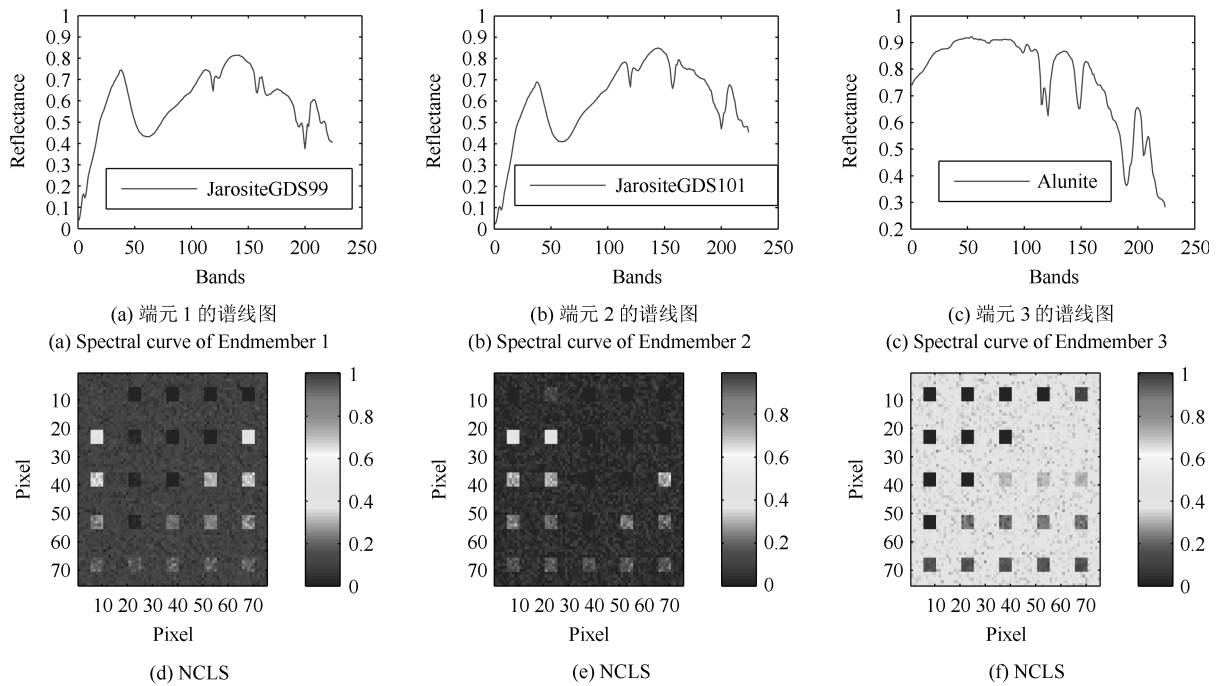 1
0.9
0.8
0.7
0.6
0.5
0.4
0.3
0.2
0.1
0
Reflectance
JarositeGDS99
0 50 100 150 200 250
Bands
(a) 端元 1 的谱线图
(a) Spectral curve of Endmember 1
1
0.9
0.8
0.7
0.6
0.5
0.4
0.3
0.2
0.1
0
Reflectance
JarositeGDS101
0 50 100 150 200 250
Bands
(b) 端元 2 的谱线图
(b) Spectral curve of Endmember 2
1
0.9
0.8
0.7
0.6
0.5
0.4
0.3
0.2
Reflectance
Alunite
0 50 100 150 200 250
Bands
(c) 端元 3 的谱线图
(c) Spectral curve of Endmember 3
10
20
30
40
50
60
70
Pixel
10 20 30 40 50 60 70
Pixel
1
0.8
0.6
0.4
0.2
0
(d) NCLS
10
20
30
40
50
60
70
Pixel
10 20 30 40 50 60 70
Pixel
0.8
0.6
0.4
0.2
0
(e) NCLS
10
20
30
40
50
60
70
Pixel
10 20 30 40 50 60 70
Pixel
1
0.8
0.6
0.4
0.2
0
(f) NCLS